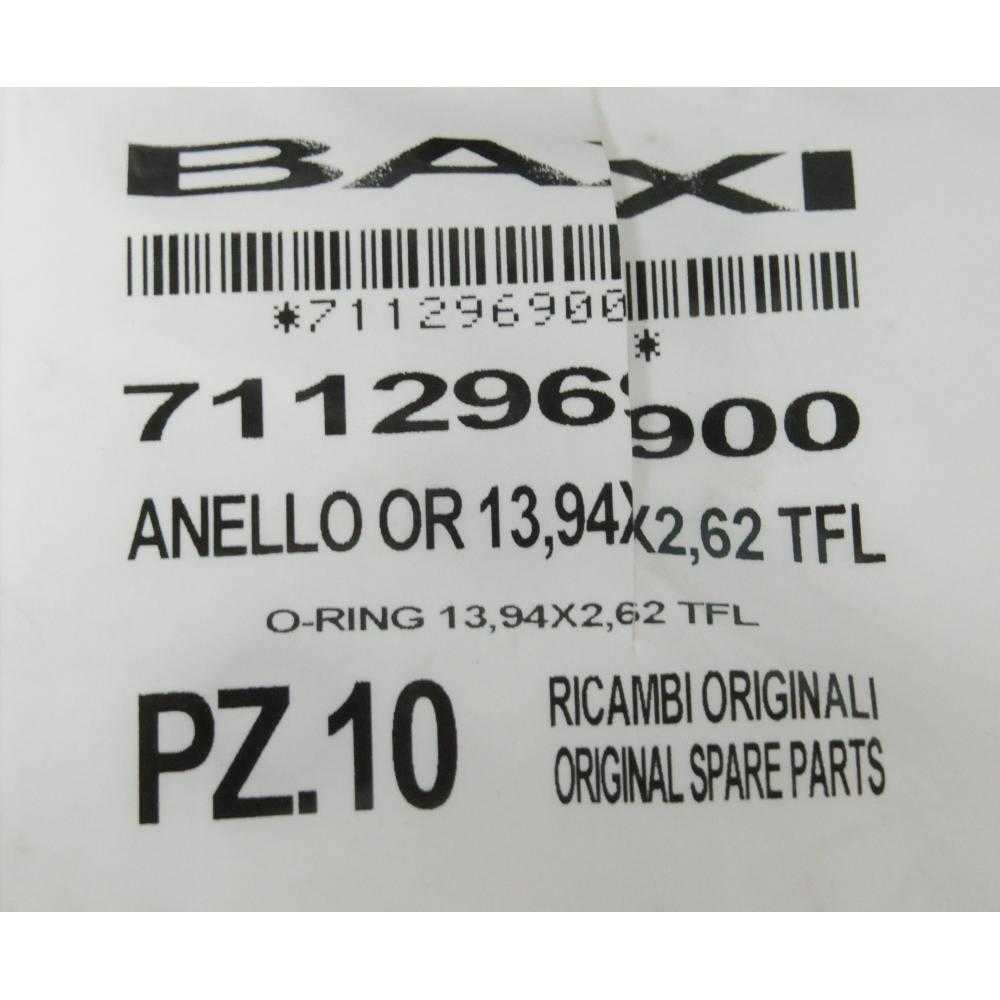 BAXI
*711296900*
711296900
ANELLO OR 13,94X2,62 TFL
O-RING 13,94X2,62 TFL
PZ.10
RICAMBI ORIGINALI
ORIGINAL SPARE PARTS